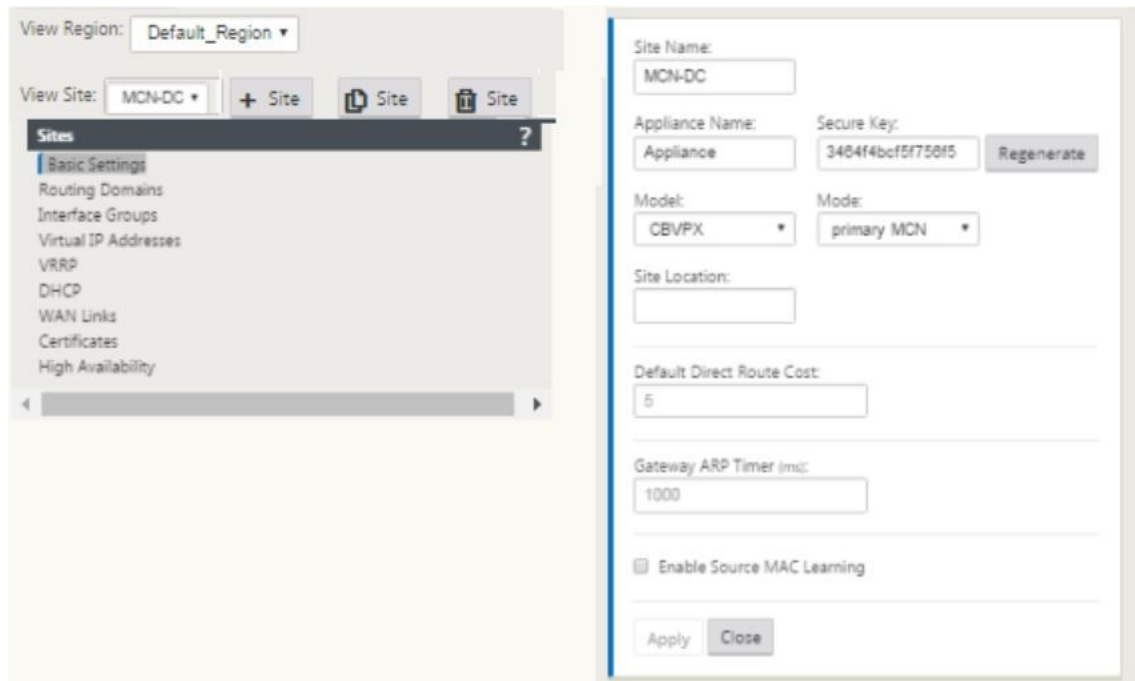 View Region: Default_Region
View Site: MCN-DC + Site Site Site
Sites ?
Basic Settings
Routing Domains
Interface Groups
Virtual IP Addresses
VRRP
DHCP
WAN Links
Certificates
High Availability
Site Name:
MCN-DC
Appliance Name: Secure Key:
Appliance 3464f4bcf5f756f5 Regenerate
Model: Mode:
CBVPX primary MCN
Site Location:
Default Direct Route Cost:
5
Gateway ARP Timer (ms):
1000
Enable Source MAC Learning
Apply Close